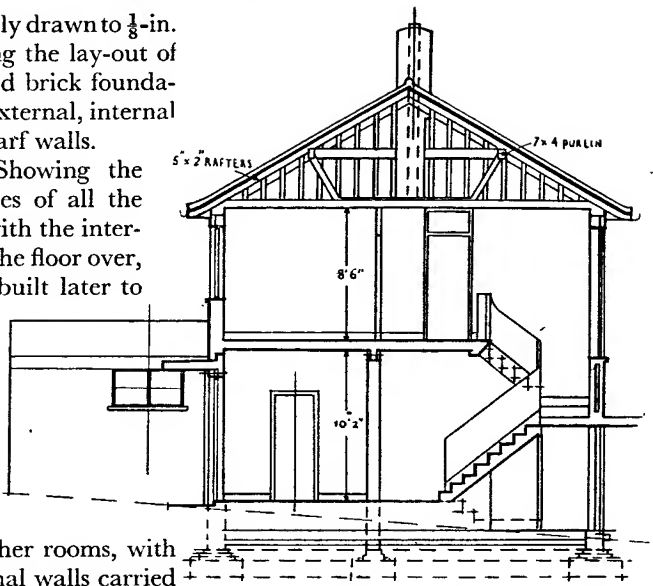 ly drawn to ⅛-in.
ng the lay-out of
d brick founda-
xternal, internal
arf walls.
Showing the
es of all the
with the inter-
he floor over,
built later to
5"x 2" RAFTERS
7 x 4 PURLIN
8'6"
10'2"
her rooms, with
nal walls carried